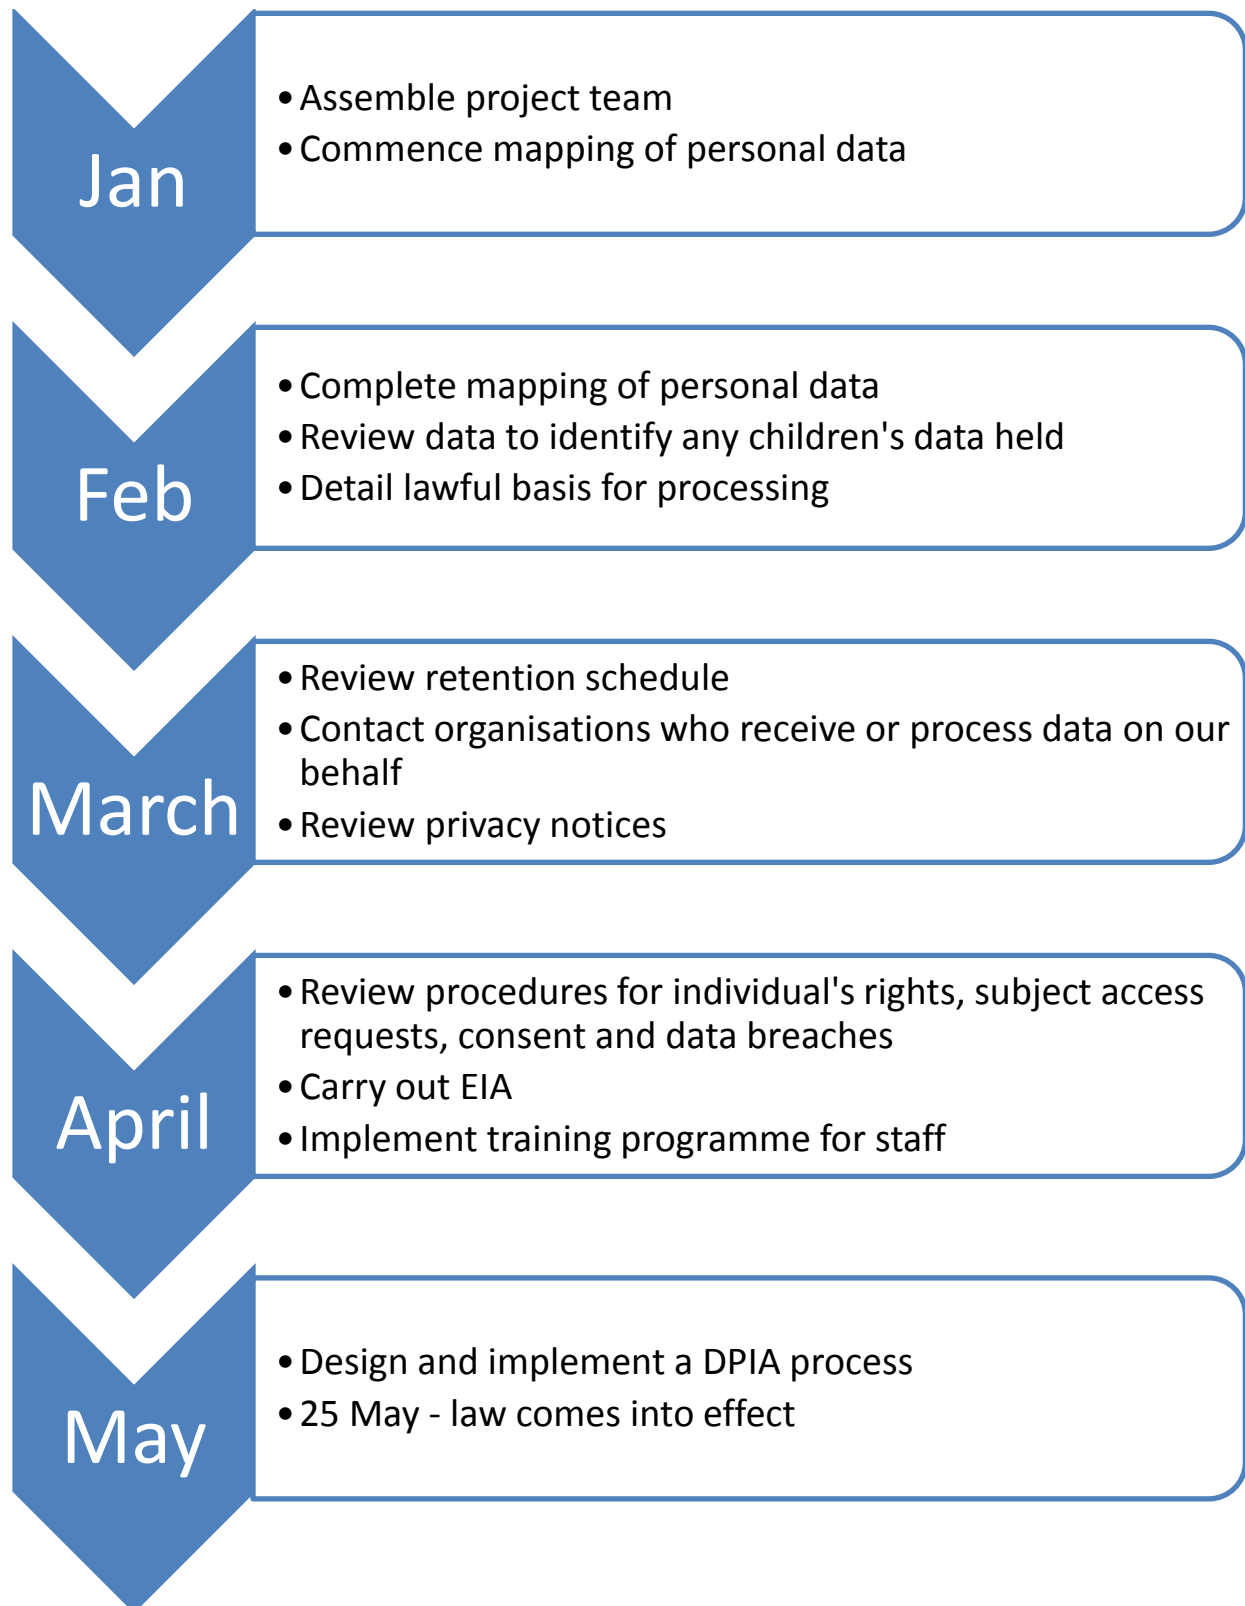 Jan
• Assemble project team
• Commence mapping of personal data
Feb
• Complete mapping of personal data
• Review data to identify any children's data held
• Detail lawful basis for processing
March
• Review retention schedule
• Contact organisations who receive or process data on our
behalf
• Review privacy notices
April
• Review procedures for individual's rights, subject access
requests, consent and data breaches
• Carry out EIA
• Implement training programme for staff
May
• Design and implement a DPIA process
• 25 May - law comes into effect